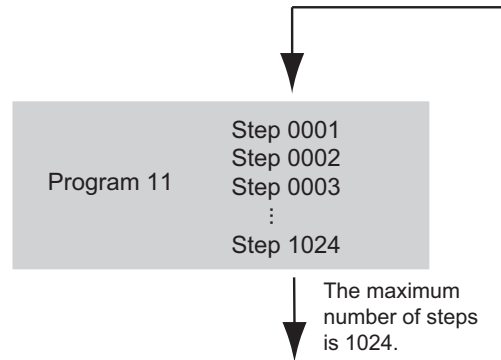 Program 11
Step 0001
Step 0002
Step 0003
⋮
Step 1024
The maximum
number of steps
is 1024.